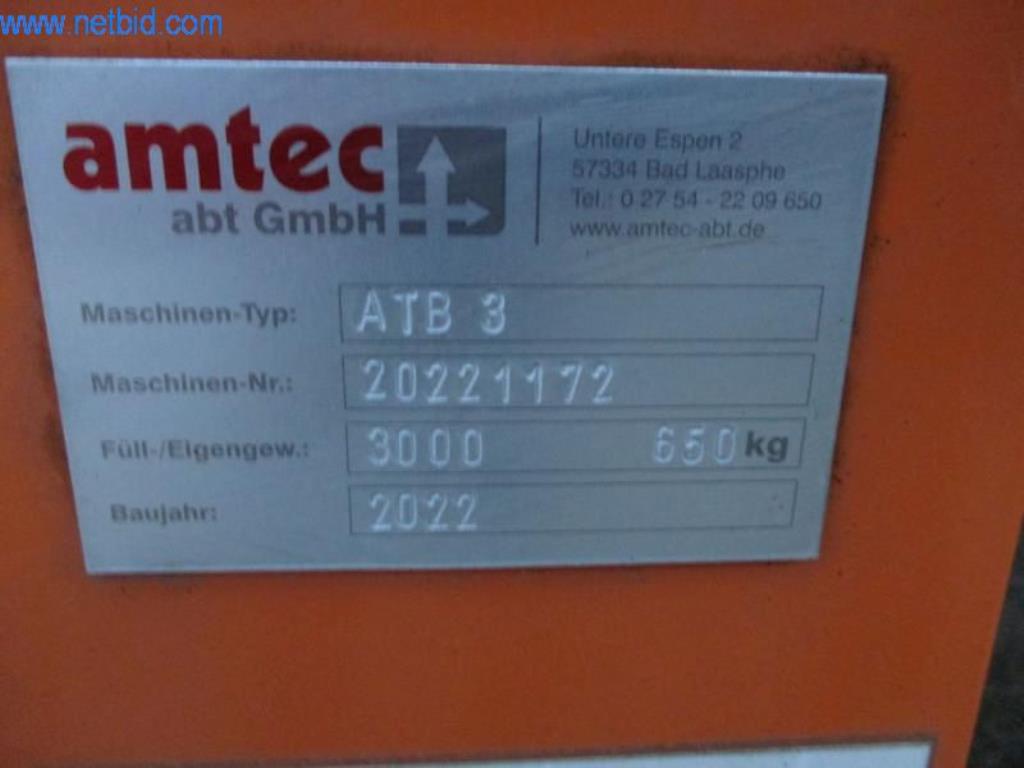 www.netbid.com
amtec
abt GmbH
Untere Espen 2
57334 Bad Laasphe
Tel.: 0 27 54 - 22 09 650
www.amtec-abt.de
Maschinen-Typ: ATB 3
Maschinen-Nr.: 20221172
Füll-/Eigengew.: 3000 650 kg
Baujahr: 2022